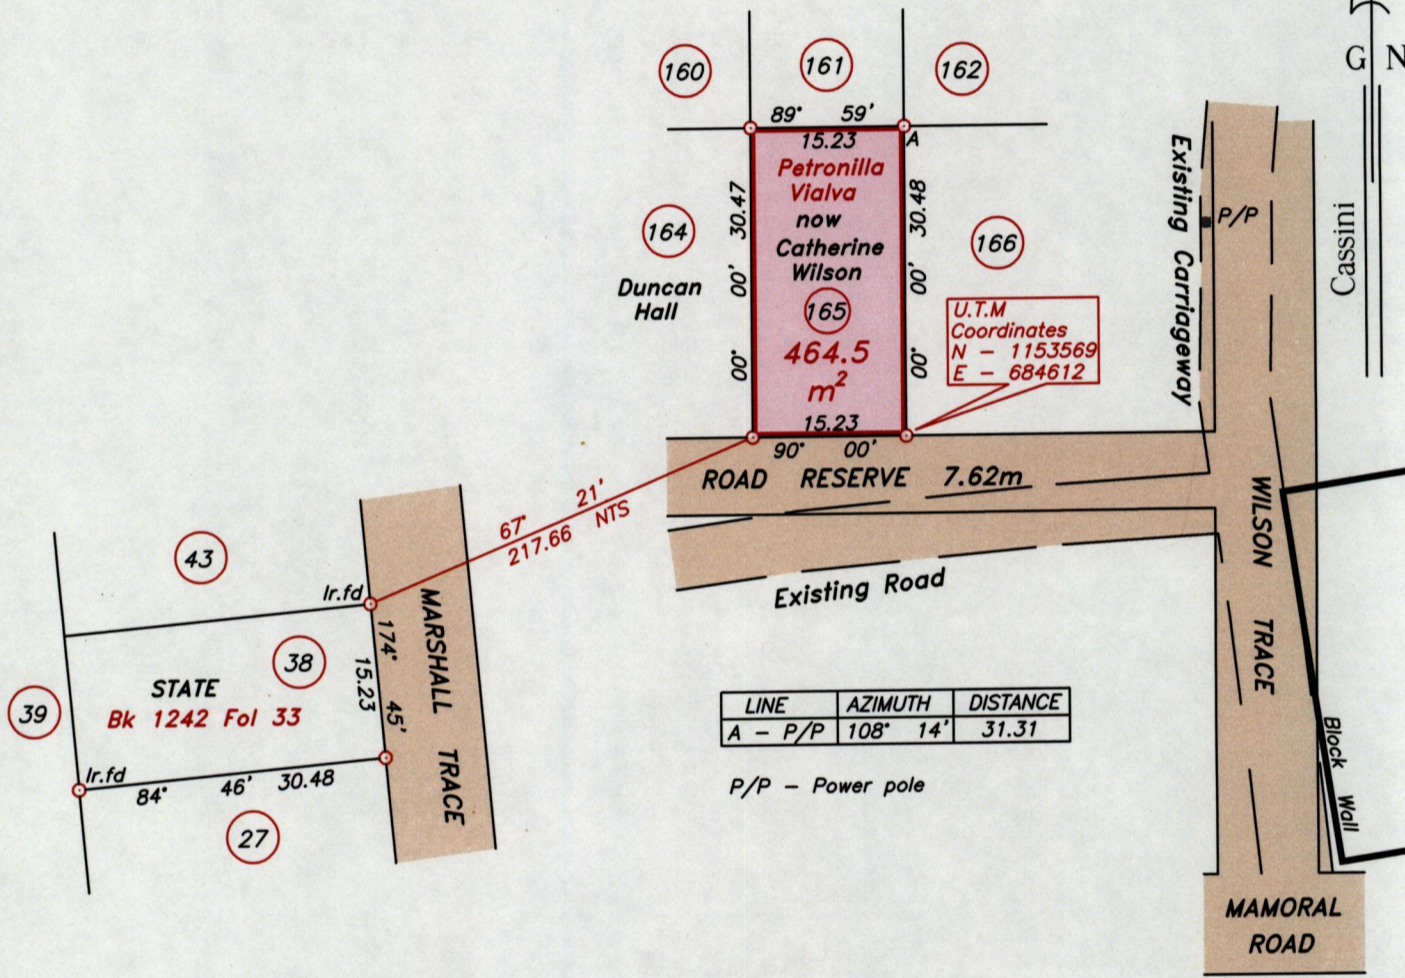 160
161
162
G N
Cassini
89° 59'
15.23
A
Petronilla
Vialva
now
Catherine
Wilson
165
464.5
m²
15.23
90° 00'
30.47
00° 00'
30.48
00° 00'
164
Duncan
Hall
166
U.T.M
Coordinates
N – 1153569
E – 684612
Existing Carriageway
P/P
ROAD RESERVE 7.62m
Existing Road
WILSON TRACE
67° 21'
217.66 NTS
43
Ir.fd
38
STATE
Bk 1242 Fol 33
39
174° 45'
15.23
MARSHALL TRACE
Ir.fd
84° 46' 30.48
27
LINE AZIMUTH DISTANCE
A – P/P 108° 14' 31.31
P/P – Power pole
Block Wall
MAMORAL
ROAD